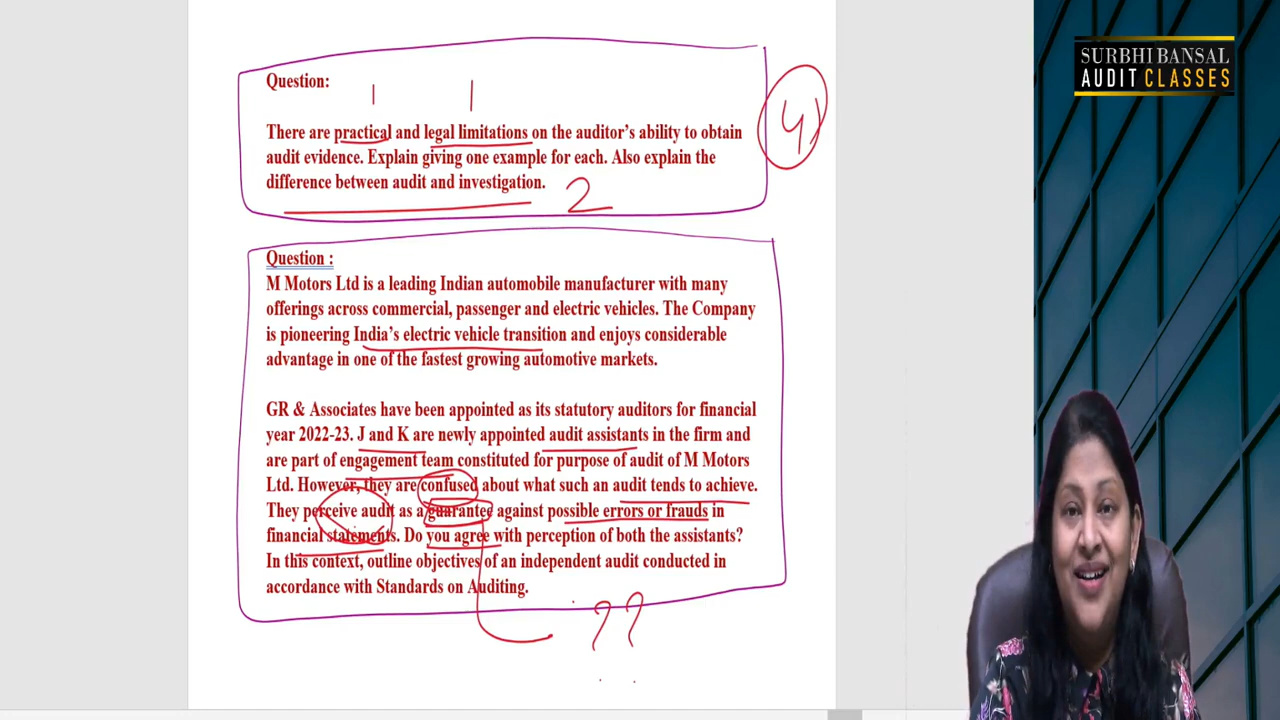 SURBHI BANSAL
AUDIT CLASSES
Question:
There are practical and legal limitations on the auditor's ability to obtain
audit evidence. Explain giving one example for each. Also explain the
difference between audit and investigation.
1
1
2
4
Question :
M Motors Ltd is a leading Indian automobile manufacturer with many
offerings across commercial, passenger and electric vehicles. The Company
is pioneering India's electric vehicle transition and enjoys considerable
advantage in one of the fastest growing automotive markets.
GR & Associates have been appointed as its statutory auditors for financial
year 2022-23. J and K are newly appointed audit assistants in the firm and
are part of engagement team constituted for purpose of audit of M Motors
Ltd. However, they are confused about what such an audit tends to achieve.
They perceive audit as a guarantee against possible errors or frauds in
financial statements. Do you agree with perception of both the assistants?
In this context, outline objectives of an independent audit conducted in
accordance with Standards on Auditing.
??